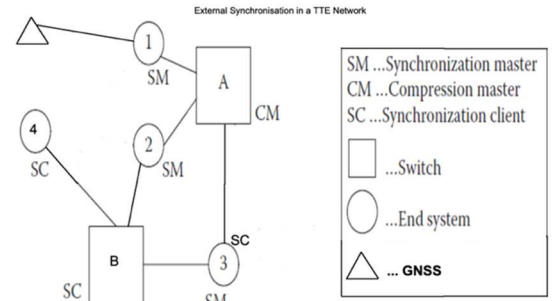 External Synchronisation in a TTE Network
1
SM
A
CM
SM ...Synchronization master
CM ...Compression master
SC ...Synchronization client
4
SC
2
SM
...Switch
...End system
SC
B
3
SC
SM
... GNSS